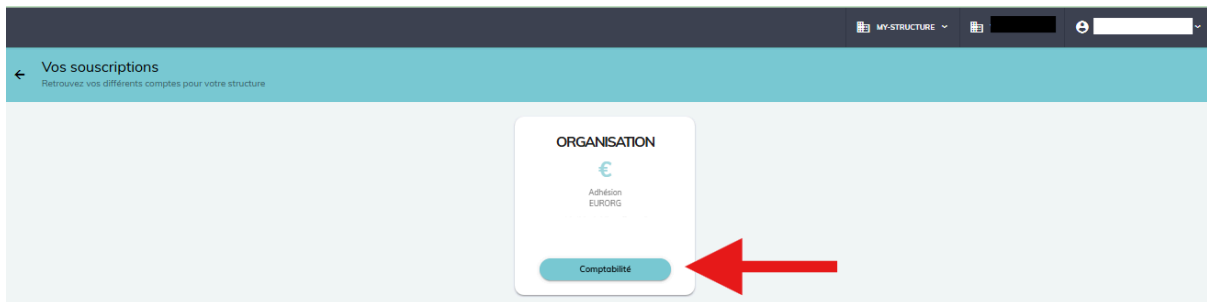 MY-STRUCTURE
Vos souscriptions
Retrouvez vos différents comptes pour votre structure
ORGANISATION
€
Adhésion
EURORG
Comptabilité